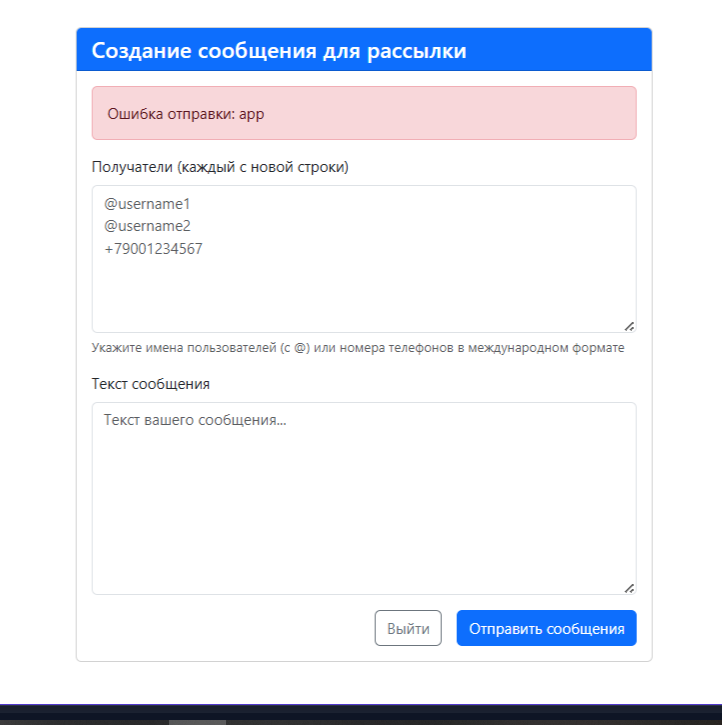 Создание сообщения для рассылки
Ошибка отправки: app
Получатели (каждый с новой строки)
@username1
@username2
+79001234567
Укажите имена пользователей (с @) или номера телефонов в международном формате
Текст сообщения
Текст вашего сообщения...
Выйти
Отправить сообщения